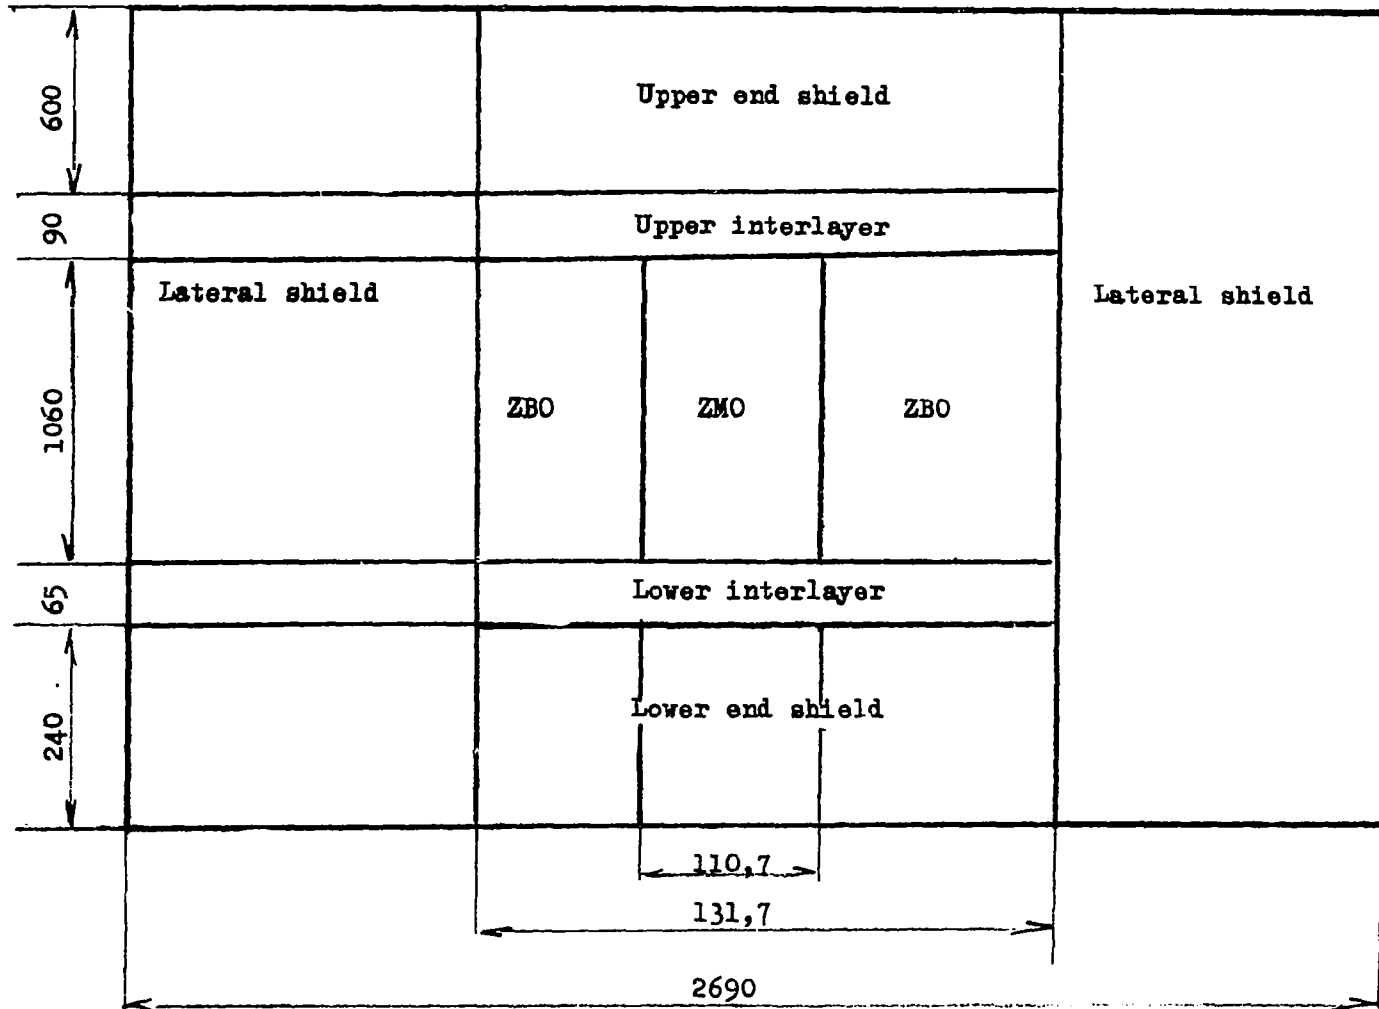 600
Upper end shield
90
Upper interlayer
Lateral shield
Lateral shield
1060
ZBO
ZMO
ZBO
65
Lower interlayer
240
Lower end shield
110,7
131,7
2690